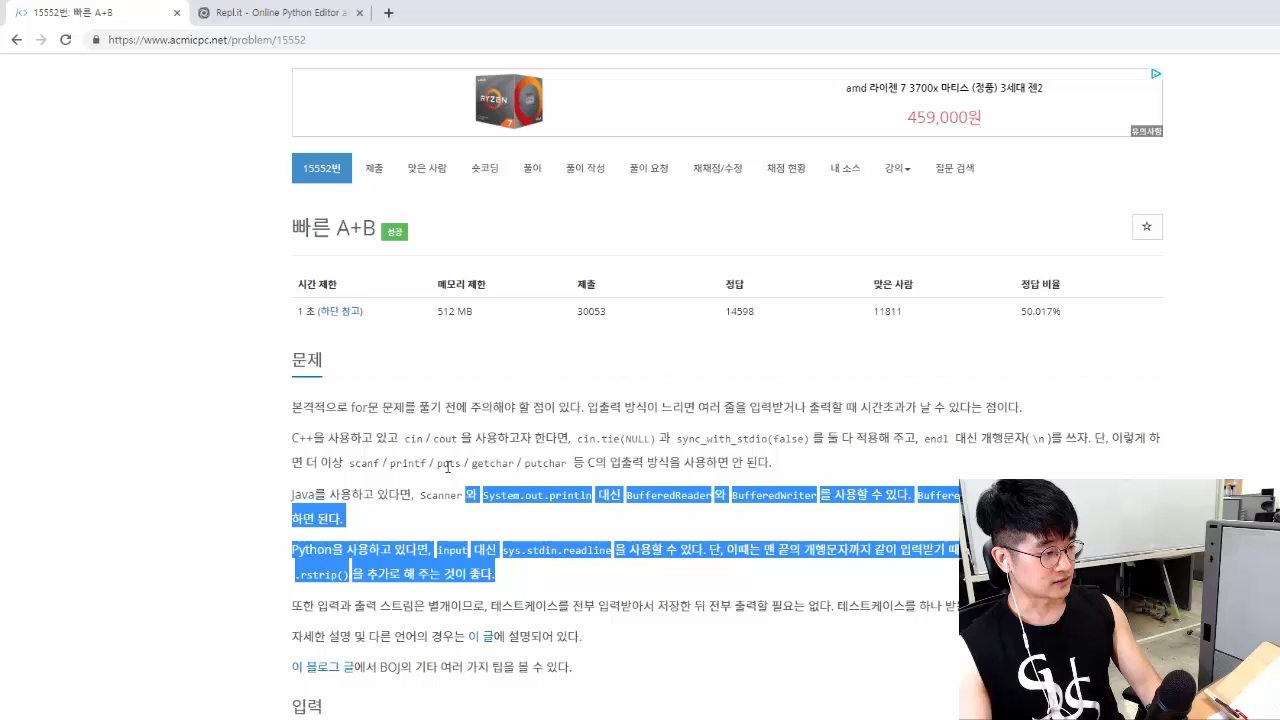 15552번: 빠른 A+B
Repl.it - Online Python Editor a
https://www.acmicpc.net/problem/15552
RYZEN
7
amd 라이젠 7 3700x 마티스 (정품) 3세대 젠2
459,000원
유의사항
15552번 제출 맞은 사람 숏코딩 풀이 풀이 작성 풀이 요청 재채점/수정 채점 현황 내 소스 강의 질문 검색
빠른 A+B 성공
시간 제한 메모리 제한 제출 정답 맞은 사람 정답 비율
1 초 (하단 참고) 512 MB 30053 14598 11811 50.017%
문제
본격적으로 for문 문제를 풀기 전에 주의해야 할 점이 있다. 입출력 방식이 느리면 여러 줄을 입력받거나 출력할 때 시간초과가 날 수 있다는 점이다.
C++을 사용하고 있고 cin / cout 을 사용하고자 한다면, cin.tie(NULL) 과 sync_with_stdio(false) 를 둘 다 적용해 주고, endl 대신 개행문자( \n )를 쓰자. 단, 이렇게 하
면 더 이상 scanf / printf / puts / getchar / putchar 등 C의 입출력 방식을 사용하면 안 된다.
Java를 사용하고 있다면, Scanner 와 System.out.println 대신 BufferedReader 와 BufferedWriter 를 사용할 수 있다. Buffere
하면 된다.
Python을 사용하고 있다면, input 대신 sys.stdin.readline 을 사용할 수 있다. 단, 이때는 맨 끝의 개행문자까지 같이 입력받기 때
.rstrip() 을 추가로 해 주는 것이 좋다.
또한 입력과 출력 스트림은 별개이므로, 테스트케이스를 전부 입력받아서 저장한 뒤 전부 출력할 필요는 없다. 테스트케이스를 하나 받
자세한 설명 및 다른 언어의 경우는 이 글에 설명되어 있다.
이 블로그 글에서 BOJ의 기타 여러 가지 팁을 볼 수 있다.
입력